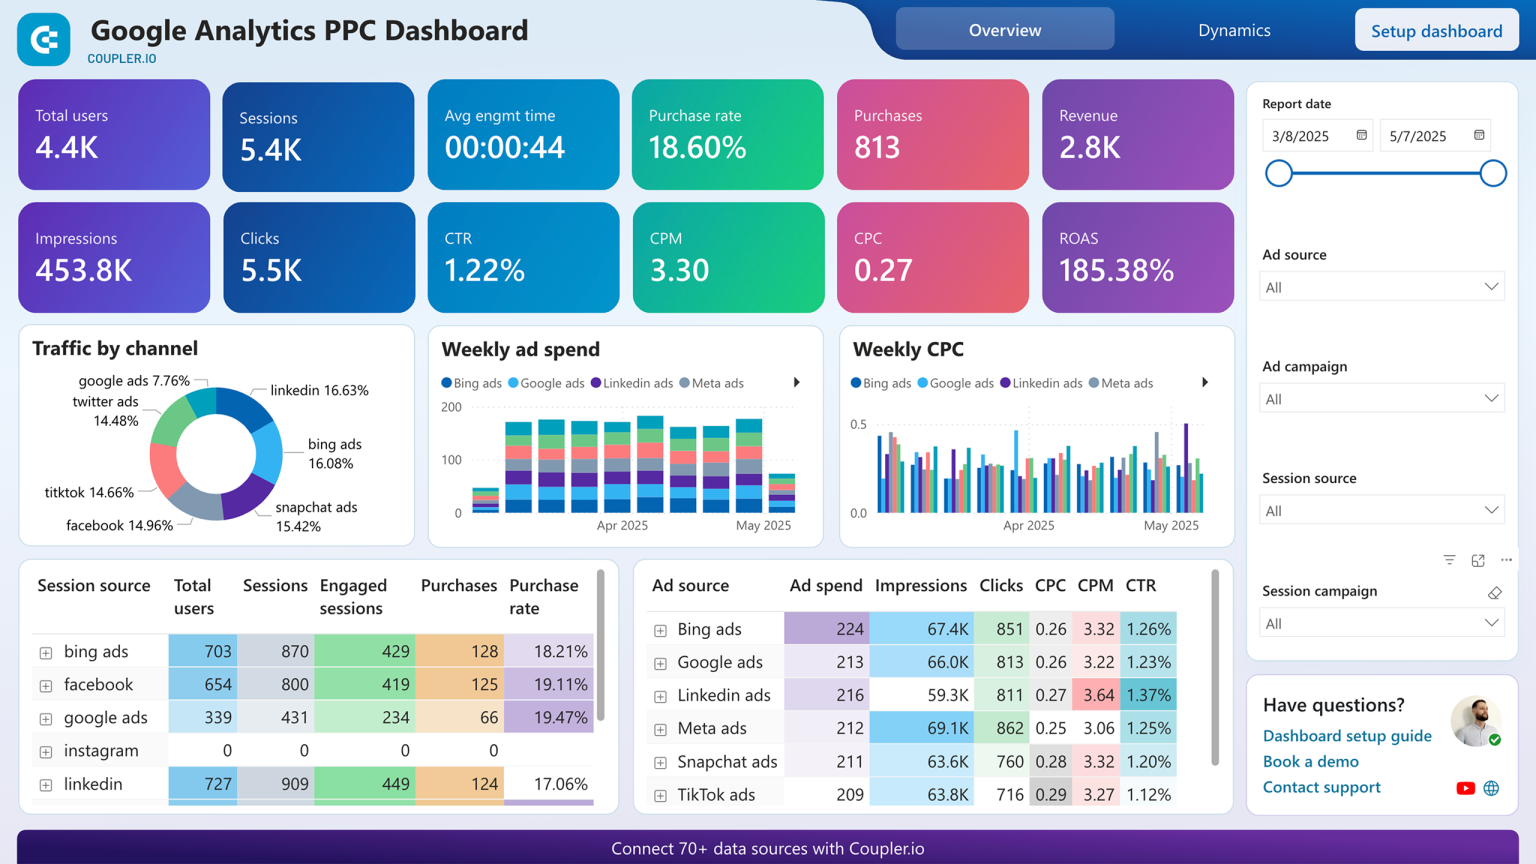 Google Analytics PPC Dashboard
COUPLER.IO
Overview
Dynamics
Setup dashboard
Total users
4.4K
Sessions
5.4K
Avg engmt time
00:00:44
Purchase rate
18.60%
Purchases
813
Revenue
2.8K
Impressions
453.8K
Clicks
5.5K
CTR
1.22%
CPM
3.30
CPC
0.27
ROAS
185.38%
Report date
3/8/2025
5/7/2025
Ad source
All
Ad campaign
All
Session source
All
Session campaign
All
Traffic by channel
google ads 7.76%
twitter ads
14.48%
titktok 14.66%
facebook 14.96%
linkedin 16.63%
bing ads
16.08%
snapchat ads
15.42%
Weekly ad spend
Bing ads Google ads Linkedin ads Meta ads
200
100
0
Apr 2025 May 2025
Weekly CPC
Bing ads Google ads Linkedin ads Meta ads
0.5
0.0
Apr 2025 May 2025
Session source Total users Sessions Engaged sessions Purchases Purchase rate
bing ads 703 870 429 128 18.21%
facebook 654 800 419 125 19.11%
google ads 339 431 234 66 19.47%
instagram 0 0 0 0
linkedin 727 909 449 124 17.06%
Ad source Ad spend Impressions Clicks CPC CPM CTR
Bing ads 224 67.4K 851 0.26 3.32 1.26%
Google ads 213 66.0K 813 0.26 3.22 1.23%
Linkedin ads 216 59.3K 811 0.27 3.64 1.37%
Meta ads 212 69.1K 862 0.25 3.06 1.25%
Snapchat ads 211 63.6K 760 0.28 3.32 1.20%
TikTok ads 209 63.8K 716 0.29 3.27 1.12%
Have questions?
Dashboard setup guide
Book a demo
Contact support
Connect 70+ data sources with Coupler.io